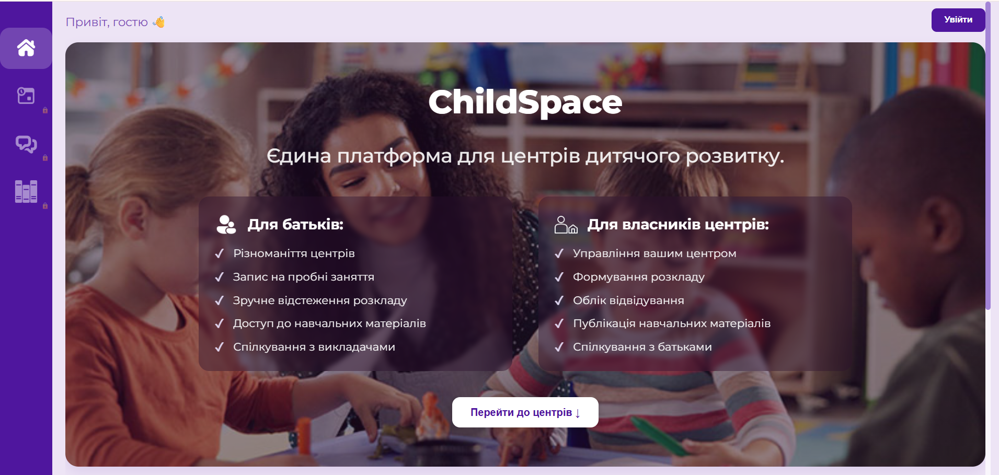 Привіт, гостю 👋
Увійти
ChildSpace
Єдина платформа для центрів дитячого розвитку.
Для батьків:
✓ Різноманіття центрів
✓ Запис на пробні заняття
✓ Зручне відстеження розкладу
✓ Доступ до навчальних матеріалів
✓ Спілкування з викладачами
Для власників центрів:
✓ Управління вашим центром
✓ Формування розкладу
✓ Облік відвідування
✓ Публікація навчальних матеріалів
✓ Спілкування з батьками
Перейти до центрів ↓